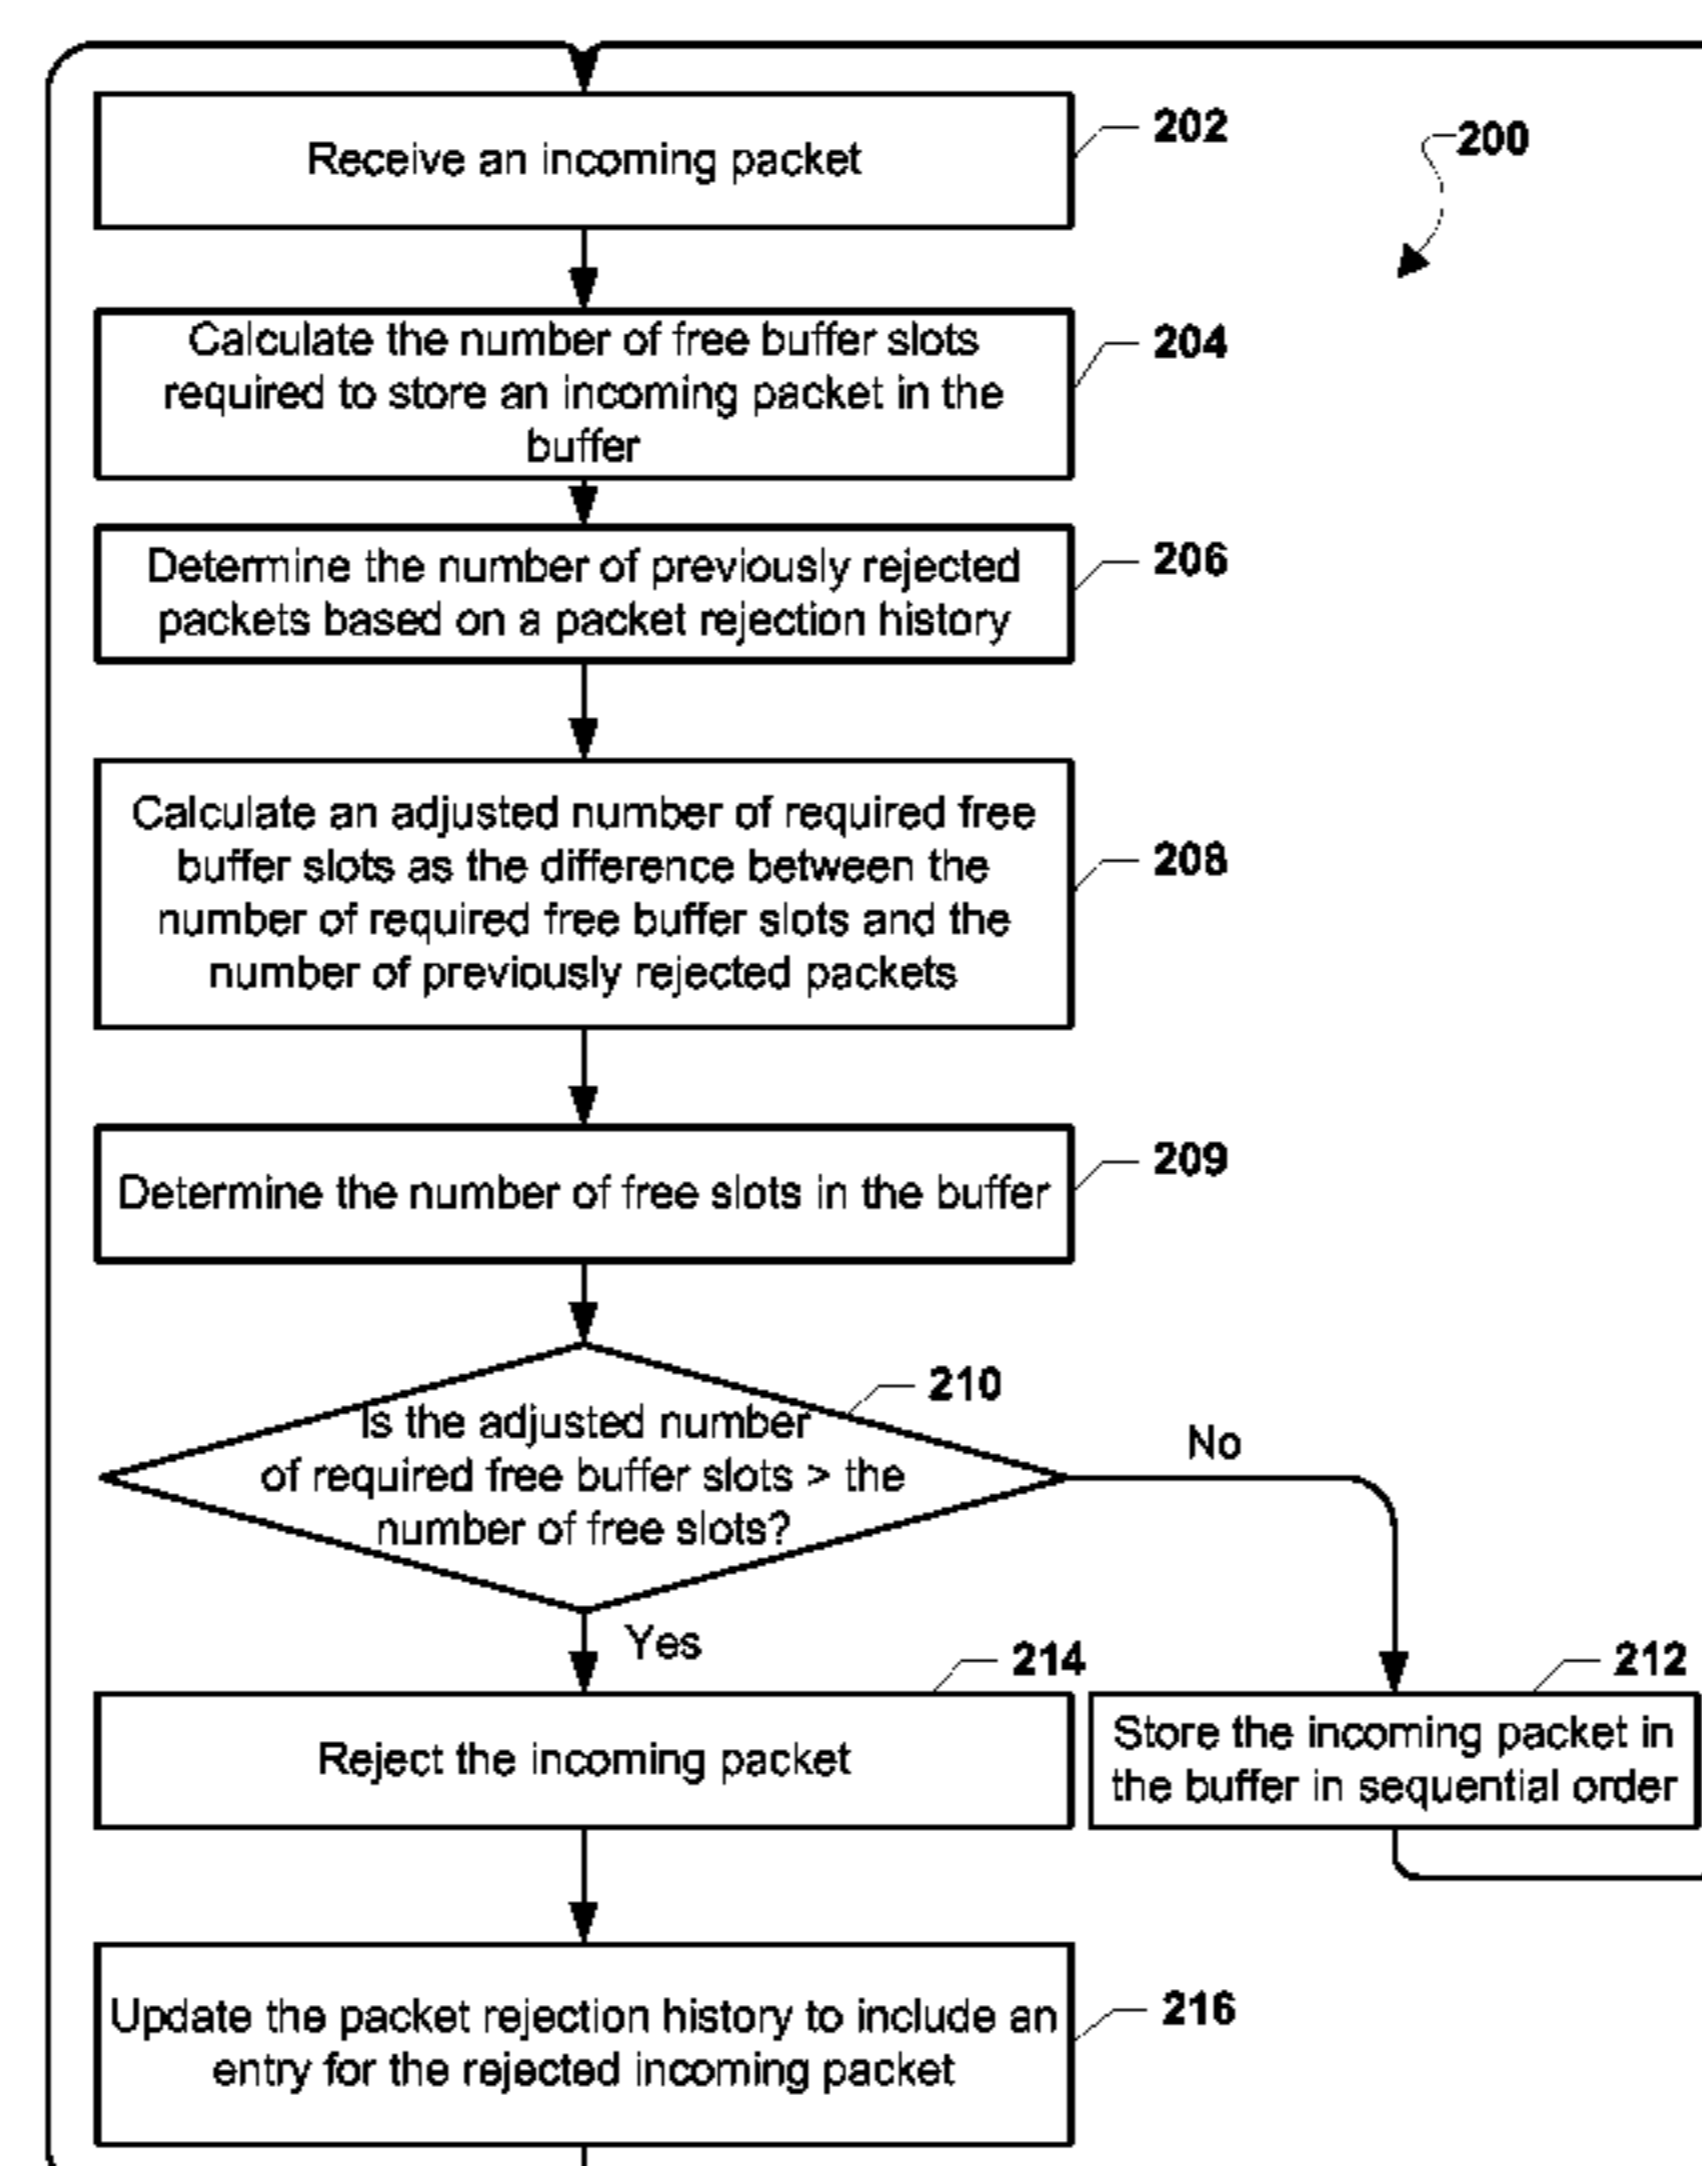 Receive an incoming packet
202
200
Calculate the number of free buffer slots
required to store an incoming packet in the
buffer
204
Determine the number of previously rejected
packets based on a packet rejection history
206
Calculate an adjusted number of required free
buffer slots as the difference between the
number of required free buffer slots and the
number of previously rejected packets
208
Determine the number of free slots in the buffer
209
210
Is the adjusted number
of required free buffer slots > the
number of free slots?
No
Yes
214
Reject the incoming packet
212
Store the incoming packet in
the buffer in sequential order
Update the packet rejection history to include an
entry for the rejected incoming packet
216